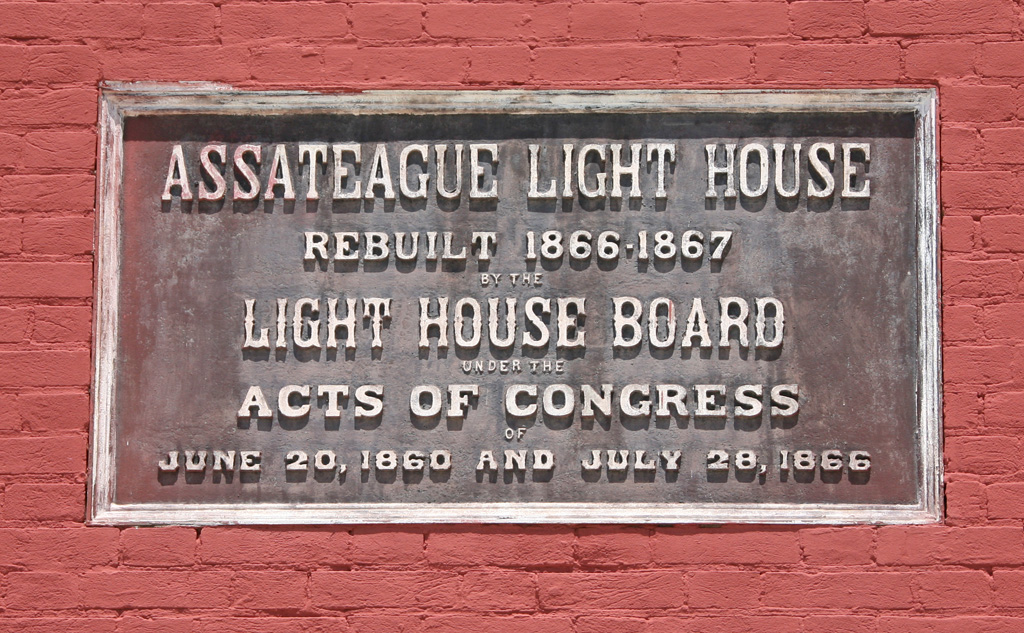 ASSATEAGUE LIGHT HOUSE
REBUILT 1866-1867
BY THE
LIGHT HOUSE BOARD
UNDER THE
ACTS OF CONGRESS
OF
JUNE 20, 1860 AND JULY 28, 1866